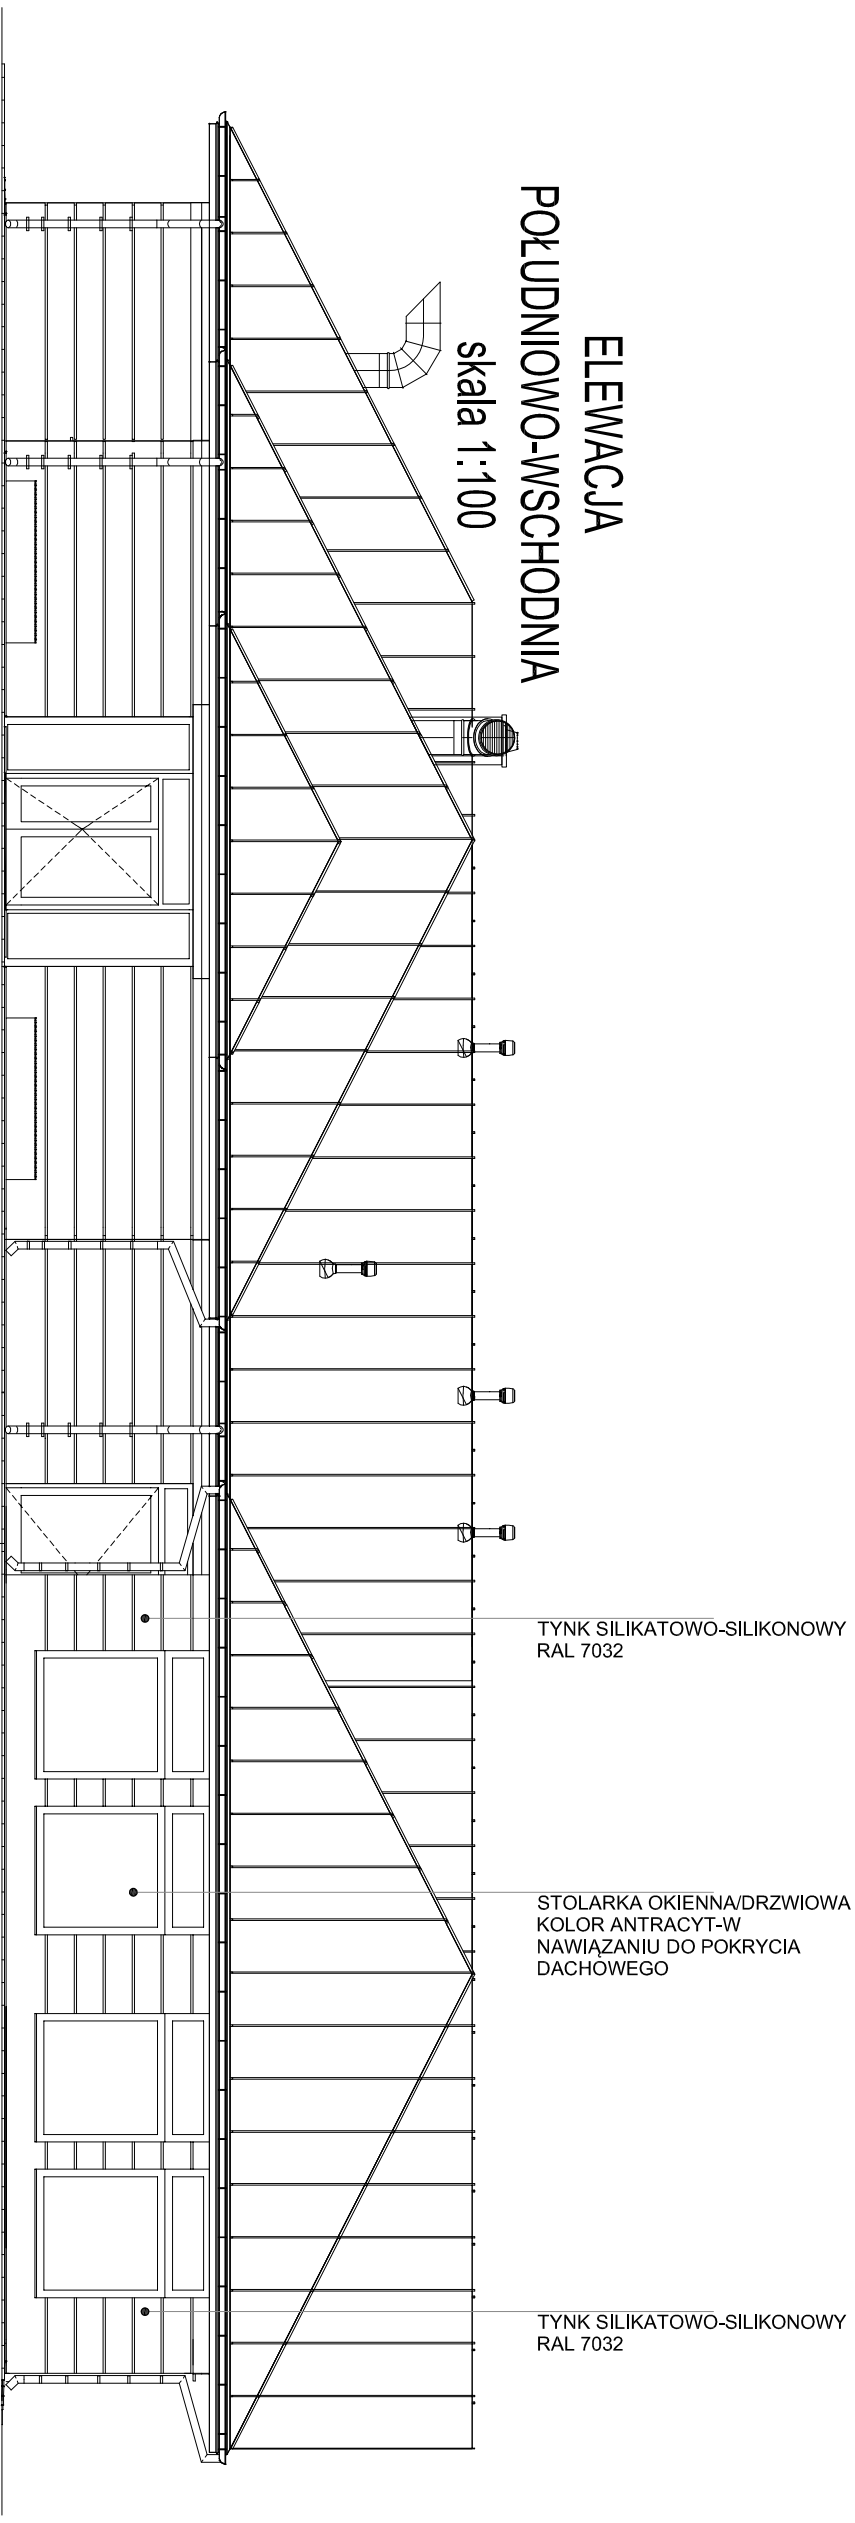 ELEWACJA
POŁUDNIOWO-WSCHODNIA
skala 1:100
TYNK SILIKATOWO-SILIKONOWY
RAL 7032
STOLARKA OKIENNA/DRZWIOWA
KOLOR ANTRACYT-W
NAWIĄZANIU DO POKRYCIA
DACHOWEGO
TYNK SILIKATOWO-SILIKONOWY
RAL 7032